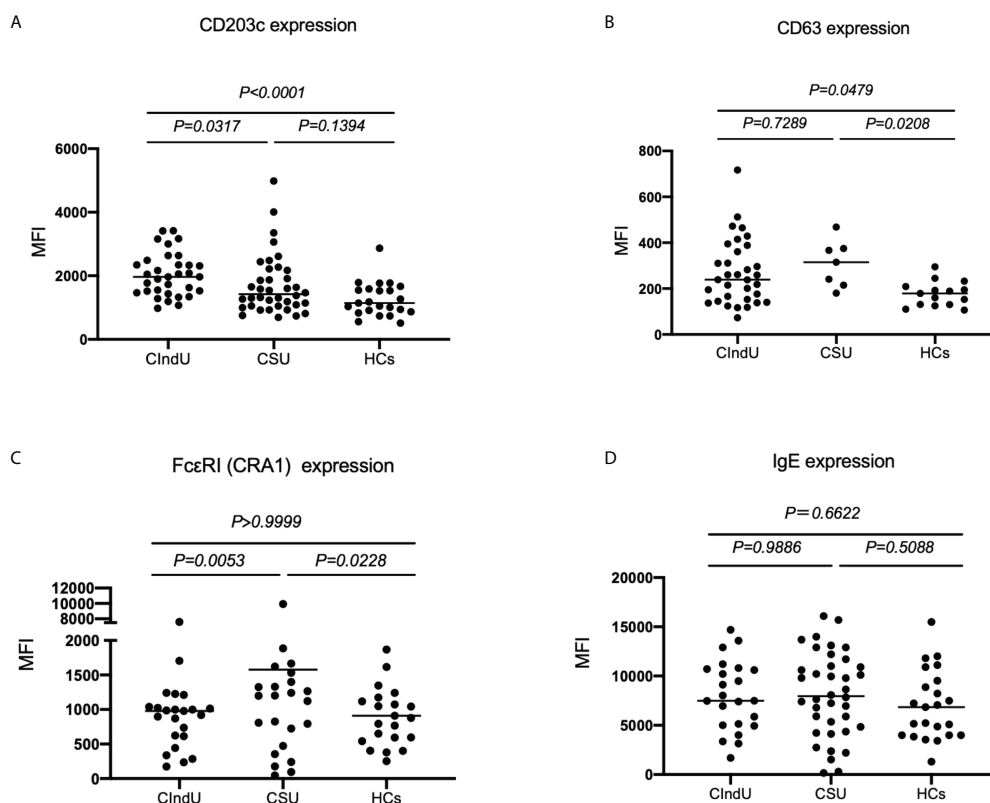 A
CD203c expression
P<0.0001
P=0.0317
P=0.1394
6000
4000
2000
0
MFI
CIndU
CSU
HCs
B
CD63 expression
P=0.0479
P=0.7289
P=0.0208
800
600
400
200
0
MFI
CIndU
CSU
HCs
C
FcεRI (CRA1) expression
P>0.9999
P=0.0053
P=0.0228
12000
10000
8000
2000
1500
1000
500
0
MFI
CIndU
CSU
HCs
D
IgE expression
P=0.6622
P=0.9886
P=0.5088
20000
15000
10000
5000
0
MFI
CIndU
CSU
HCs